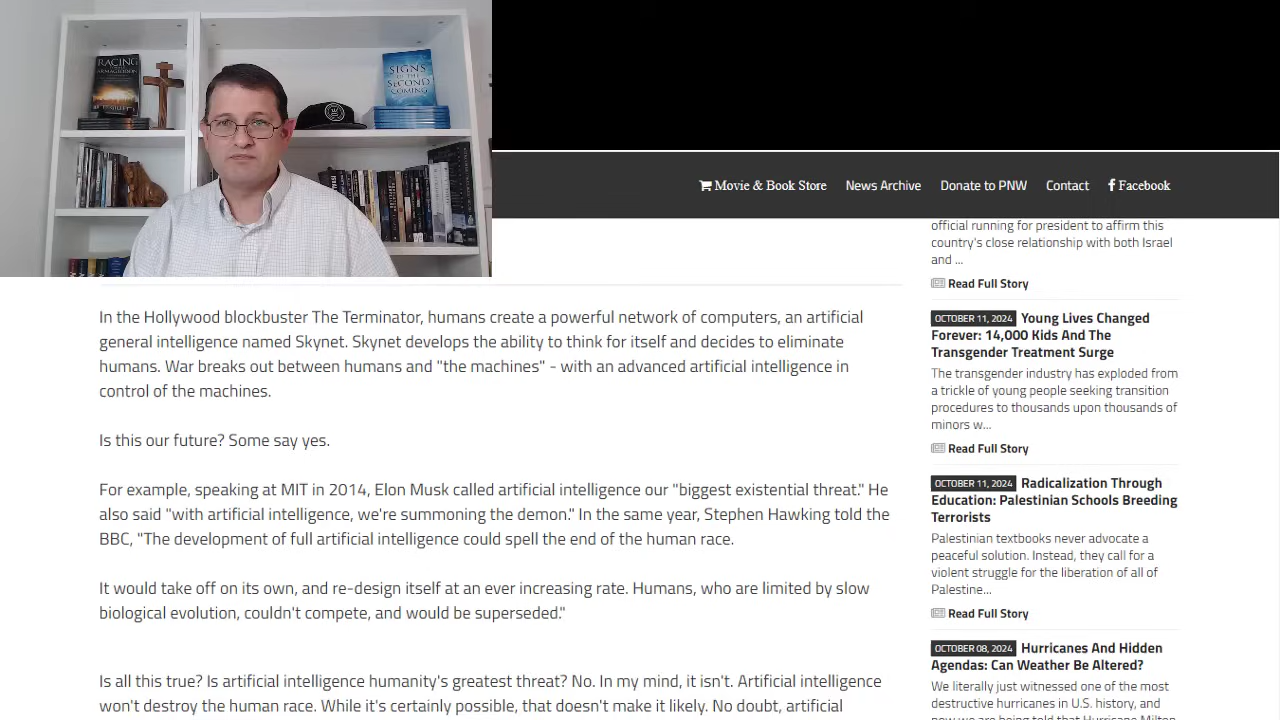 RACING
ARMAGEDDON
SIGNS
OF THE
SECOND
COMING
Movie & Book Store
News Archive
Donate to PNW
Contact
Facebook
In the Hollywood blockbuster The Terminator, humans create a powerful network of computers, an artificial
general intelligence named Skynet. Skynet develops the ability to think for itself and decides to eliminate
humans. War breaks out between humans and "the machines" - with an advanced artificial intelligence in
control of the machines.
Is this our future? Some say yes.
For example, speaking at MIT in 2014, Elon Musk called artificial intelligence our "biggest existential threat." He
also said "with artificial intelligence, we're summoning the demon." In the same year, Stephen Hawking told the
BBC, "The development of full artificial intelligence could spell the end of the human race.
It would take off on its own, and re-design itself at an ever increasing rate. Humans, who are limited by slow
biological evolution, couldn't compete, and would be superseded."
Is all this true? Is artificial intelligence humanity's greatest threat? No. In my mind, it isn't. Artificial intelligence
won't destroy the human race. While it's certainly possible, that doesn't make it likely. No doubt, artificial
official running for president to affirm this
country's close relationship with both Israel
and ...
Read Full Story
OCTOBER 11, 2024 Young Lives Changed
Forever: 14,000 Kids And The
Transgender Treatment Surge
The transgender industry has exploded from
a trickle of young people seeking transition
procedures to thousands upon thousands of
minors w...
Read Full Story
OCTOBER 11, 2024 Radicalization Through
Education: Palestinian Schools Breeding
Terrorists
Palestinian textbooks never advocate a
peaceful solution. Instead, they call for a
violent struggle for the liberation of all of
Palestine...
Read Full Story
OCTOBER 08, 2024 Hurricanes And Hidden
Agendas: Can Weather Be Altered?
We literally just witnessed one of the most
destructive hurricanes in U.S. history, and
now we are being told that Hurricane Milton